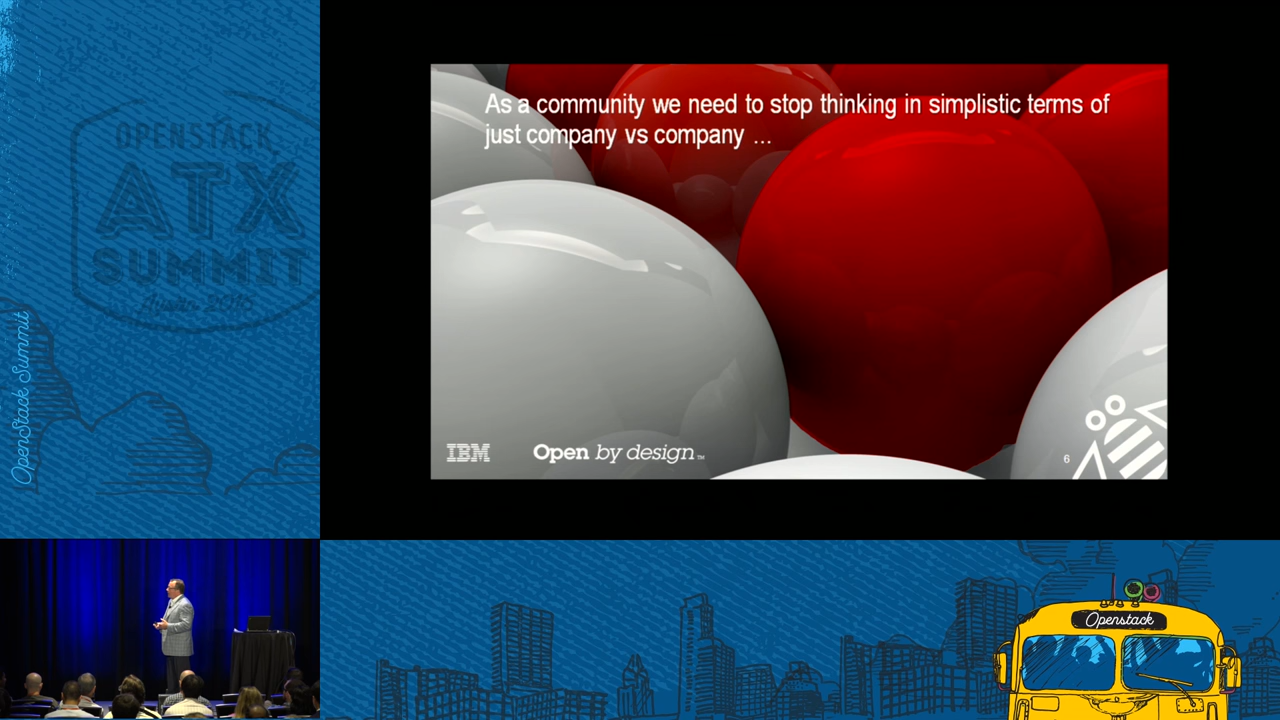 OPENSTACK
ATX
SUMMIT
Austin 2016
OpenStack Summit
As a community we need to stop thinking in simplistic terms of
just company vs company ...
IBM
Open by design™
6
Openstack